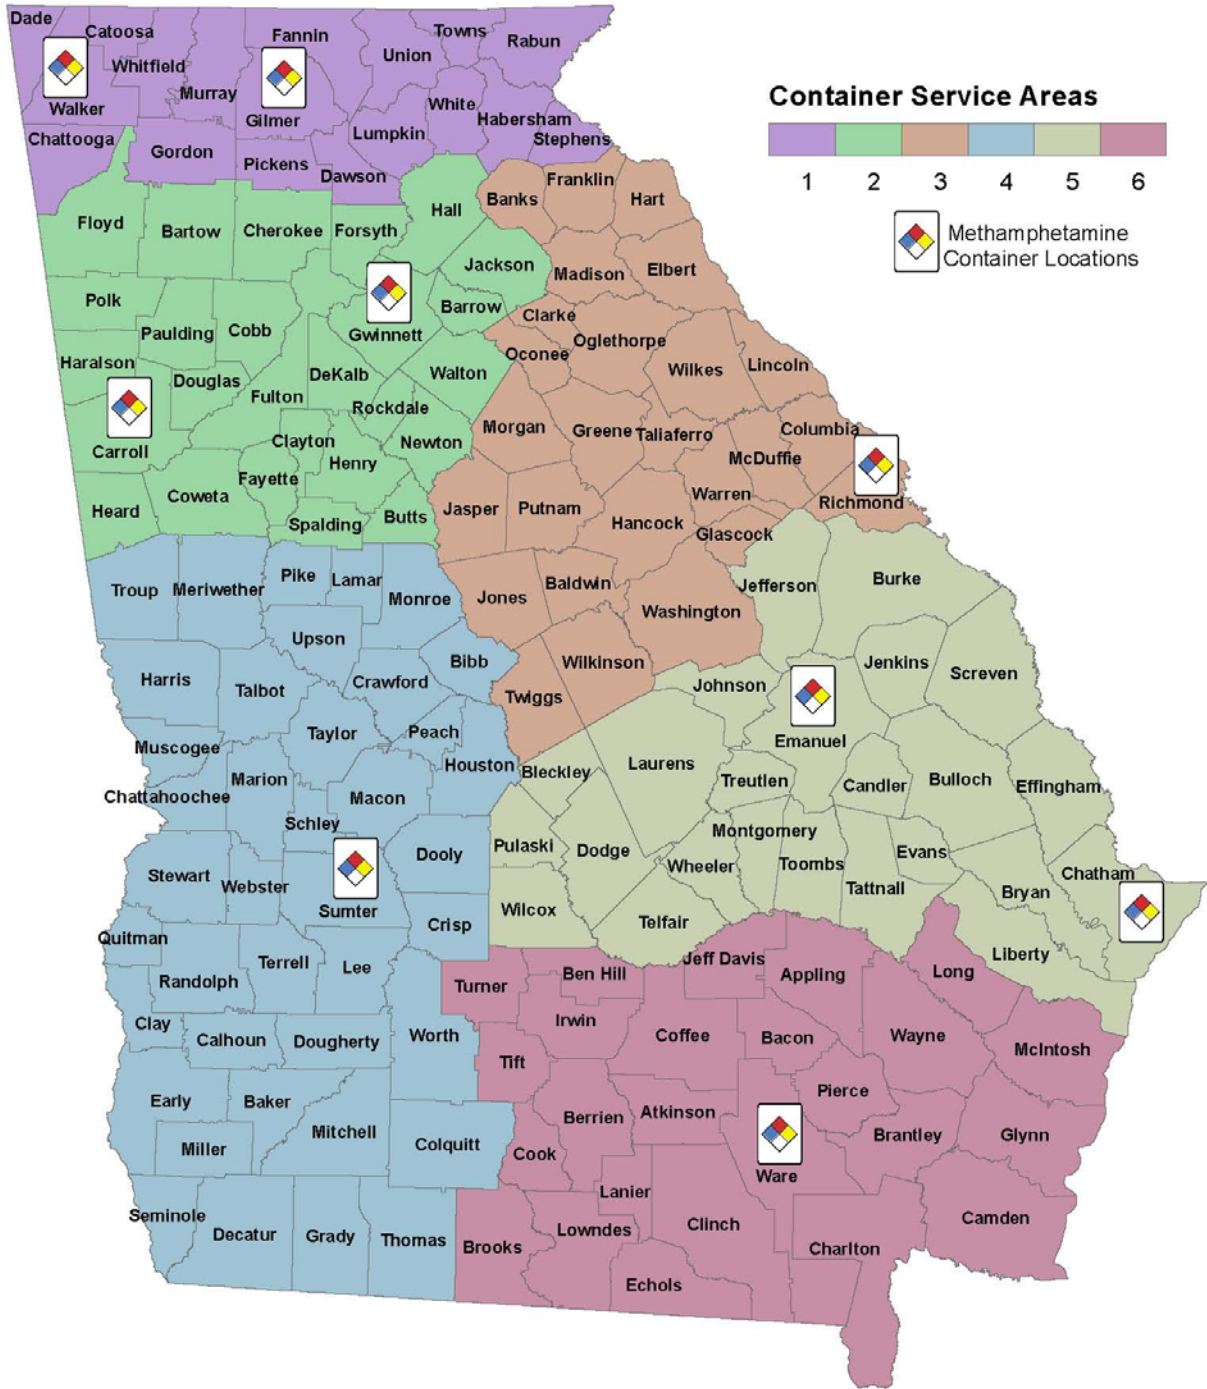 Dade
Catoosa
Fannin
Towns
Rabun
Union
Whitfield
Murray
Walker
Gilmer
White
Habersham
Stephens
Lumpkin
Chattooga
Gordon
Pickens
Dawson
Container Service Areas
1 2 3 4 5 6
Methamphetamine
Container Locations
Banks
Franklin
Hart
Hall
Floyd
Bartow
Cherokee
Forsyth
Jackson
Madison
Elbert
Polk
Paulding
Cobb
Gwinnett
Barrow
Clarke
Oconee
Oglethorpe
Wilkes
Lincoln
Haralson
Douglas
Fulton
DeKalb
Walton
Rockdale
Carroll
Clayton
Henry
Newton
Morgan
Greene
Taliaferro
Columbia
McDuffie
Warren
Richmond
Heard
Coweta
Fayette
Spalding
Butts
Jasper
Putnam
Hancock
Glascock
Troup
Meriwether
Pike
Lamar
Monroe
Jones
Baldwin
Washington
Jefferson
Burke
Upson
Bibb
Wilkinson
Jenkins
Screven
Harris
Talbot
Crawford
Twiggs
Johnson
Emanuel
Muscogee
Taylor
Peach
Houston
Bleckley
Laurens
Treutlen
Candler
Bulloch
Effingham
Chattahoochee
Marion
Macon
Schley
Dooly
Pulaski
Dodge
Montgomery
Wheeler
Toombs
Tattnall
Evans
Bryan
Chatham
Stewart
Webster
Sumter
Crisp
Wilcox
Telfair
Liberty
Quitman
Randolph
Terrell
Lee
Turner
Ben Hill
Jeff Davis
Appling
Long
Clay
Calhoun
Dougherty
Worth
Irwin
Tift
Coffee
Bacon
Wayne
McIntosh
Early
Baker
Mitchell
Miller
Colquitt
Cook
Berrien
Atkinson
Pierce
Brantley
Glynn
Ware
Seminole
Decatur
Grady
Thomas
Brooks
Lanier
Lowndes
Clinch
Echols
Charlton
Camden